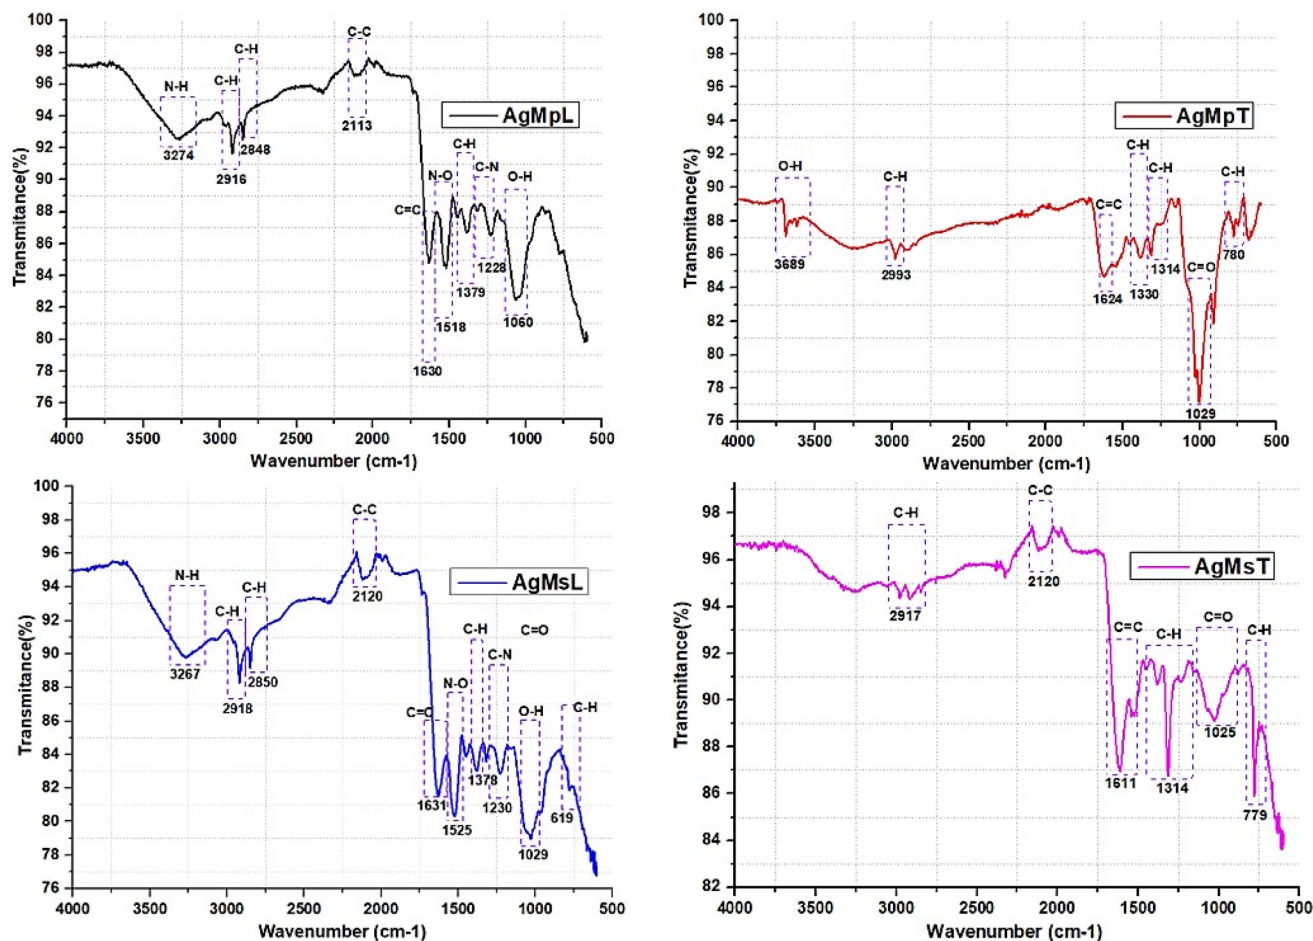 AgMpL
Transmitance(%)
100
98
96
94
92
90
88
86
84
82
80
78
76
C-C
C-H
C-H
N-H
2113
2848
3274
2916
C-H
N-O
C-N
O-H
C=C
1228
1379
1518
1060
1630
4000 3500 3000 2500 2000 1500 1000 500
Wavenumber (cm-1)
AgMpT
Transmitance(%)
100
98
96
94
92
90
88
86
84
82
80
78
76
O-H
C-H
C-H
C-H
C-H
C=C
3689
2993
1624
1330
1314
780
C=O
1029
4000 3500 3000 2500 2000 1500 1000 500
Wavenumber (cm-1)
AgMsL
Transmitance(%)
100
98
96
94
92
90
88
86
84
82
80
78
76
C-C
C-H
N-H
C-H
2120
3267
2850
2918
C=O
C-H
C-N
N-O
O-H
C-H
1378
1631
1230
619
1525
1029
4000 3500 3000 2500 2000 1500 1000 500
Wavenumber (cm-1)
AgMsT
Transmitance(%)
98
96
94
92
90
88
86
84
82
C-C
C-H
2120
2917
C=C
C-H
C=O
C-H
1025
1611
1314
779
4000 3500 3000 2500 2000 1500 1000 500
Wavenumber (cm-1)